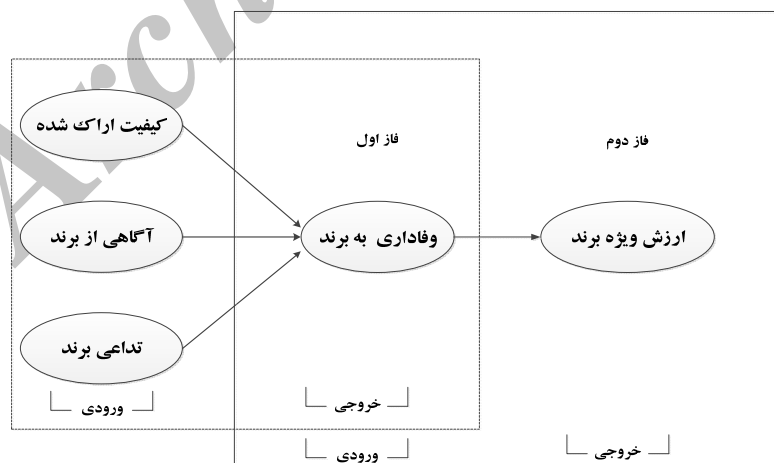 فاز اول
فاز دوم
کیفیت اراک شده
آگاهی از برند
وفاداری به برند
ارزش ویژه برند
تداعی برند
ورودی
خروجی
ورودی
خروجی